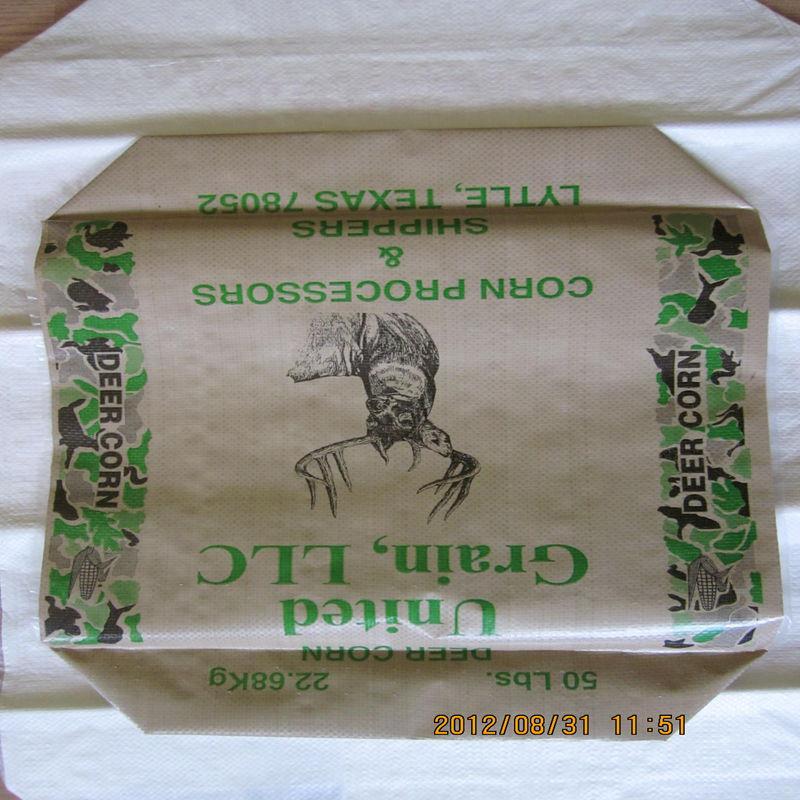 50 Lbs. 22.68Kg
DEER CORN
United
Grain, LLC
CORN PROCESSORS
&
SHIPPERS
LYTLE, TEXAS 78052
DEER CORN
DEER CORN
2012/08/31 11:51